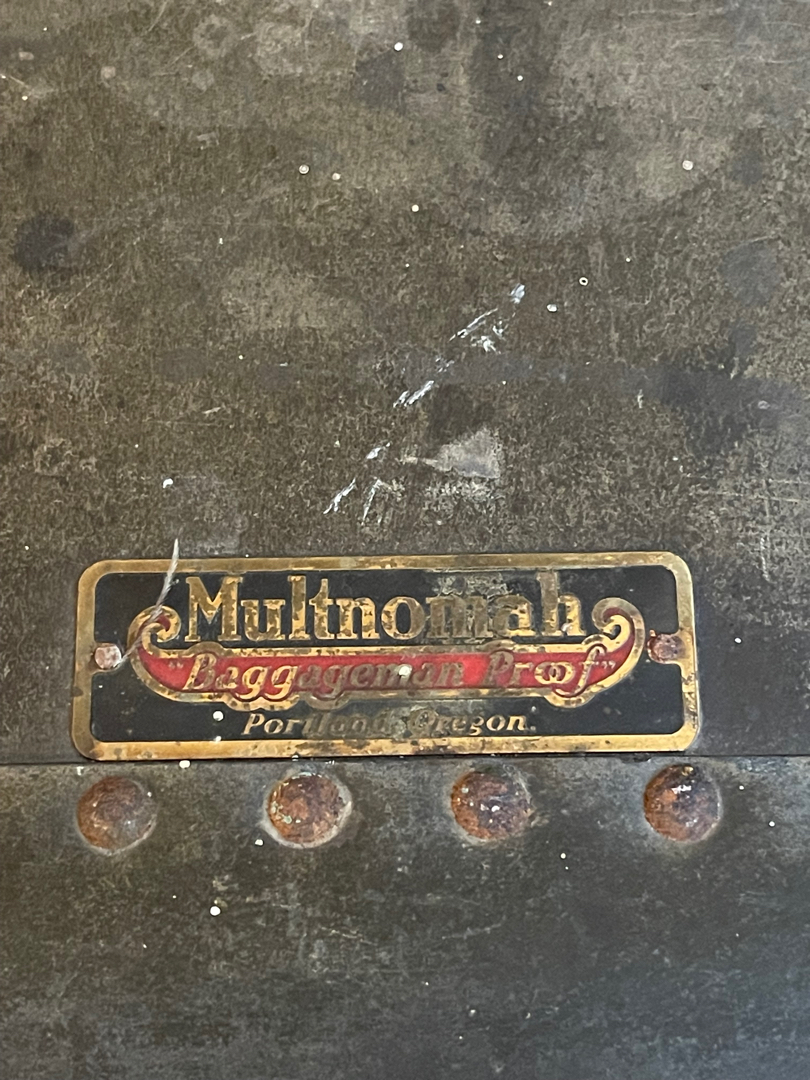 Multnomah
"Baggageman Proof"
Portland, Oregon.